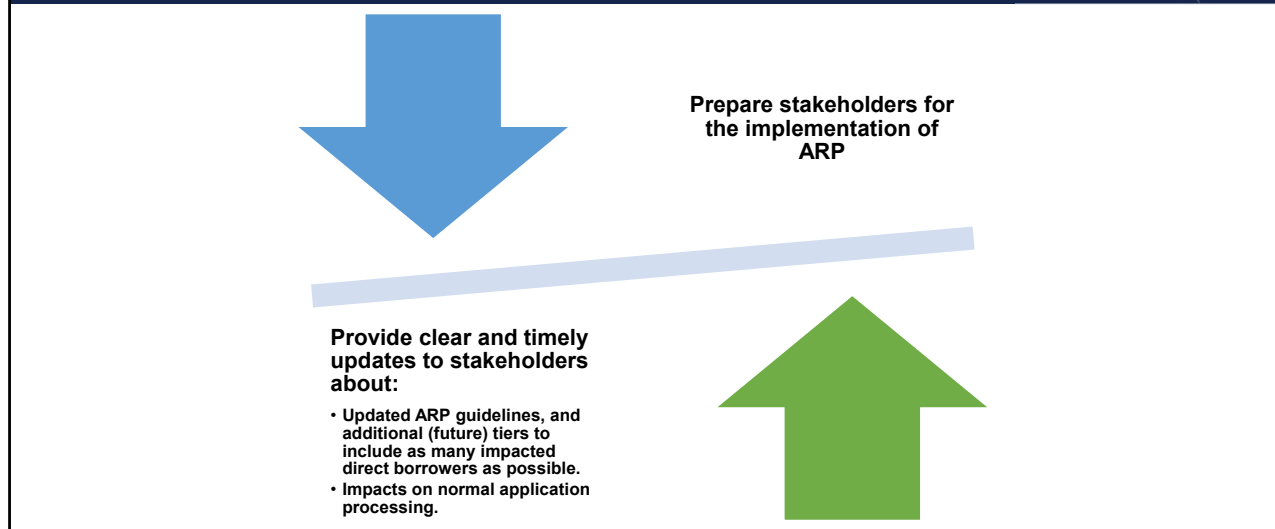 Prepare stakeholders for
the implementation of
ARP
Provide clear and timely
updates to stakeholders
about:
• Updated ARP guidelines, and
additional (future) tiers to
include as many impacted
direct borrowers as possible.
• Impacts on normal application
processing.